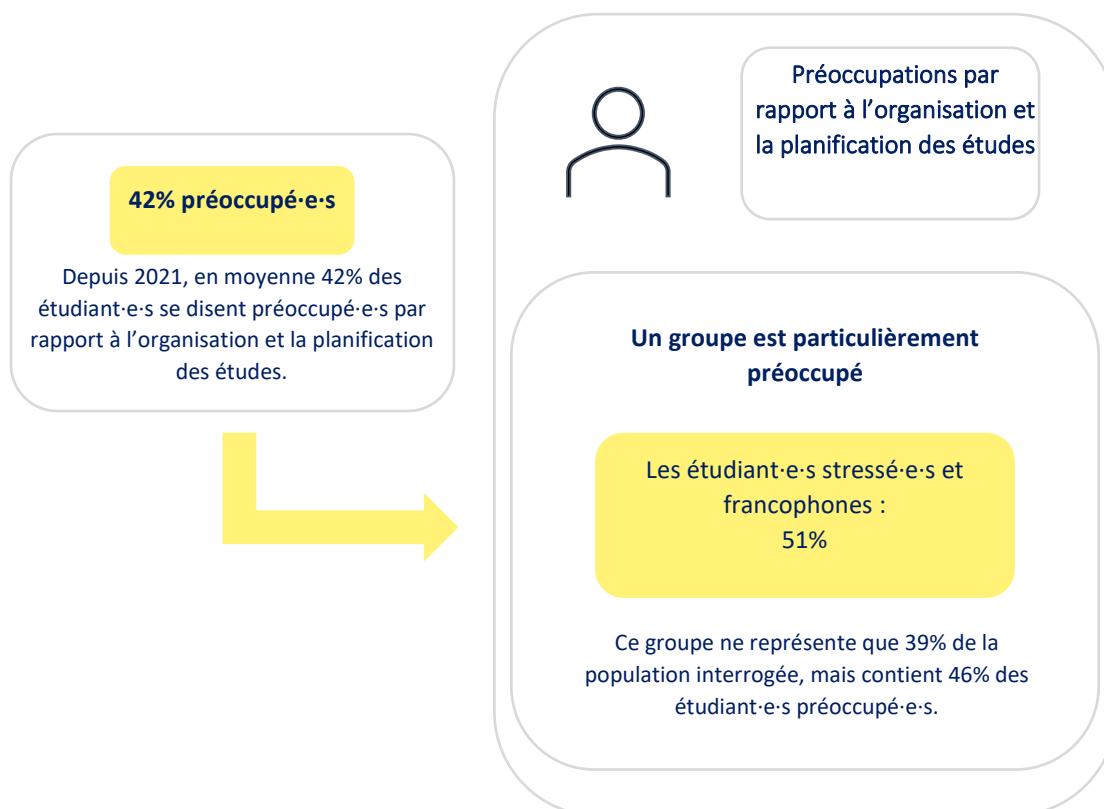 Préoccupations par
rapport à l’organisation et
la planification des études
42% préoccupé·e·s
Depuis 2021, en moyenne 42% des
étudiant·e·s se disent préoccupé·e·s par
rapport à l’organisation et la planification
des études.
Un groupe est particulièrement
préoccupé
Les étudiant·e·s stressé·e·s et
francophones :
51%
Ce groupe ne représente que 39% de la
population interrogée, mais contient 46% des
étudiant·e·s préoccupé·e·s.